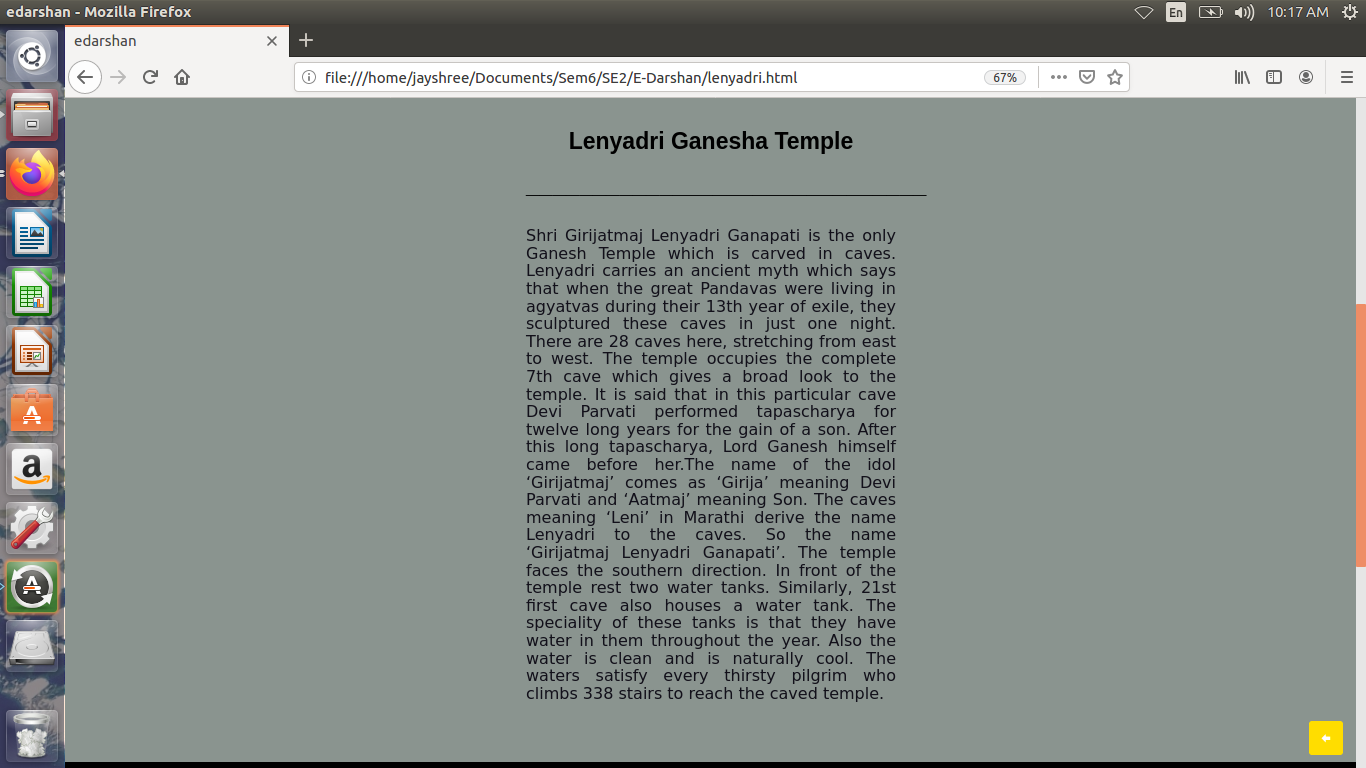 edarshan - Mozilla Firefox
En
10:17 AM
edarshan
file:///home/jayshree/Documents/Sem6/SE2/E-Darshan/lenyadri.html
67%
Lenyadri Ganesha Temple
Shri Girijatmaj Lenyadri Ganapati is the only
Ganesh Temple which is carved in caves.
Lenyadri carries an ancient myth which says
that when the great Pandavas were living in
agyatvas during their 13th year of exile, they
sculptured these caves in just one night.
There are 28 caves here, stretching from east
to west. The temple occupies the complete
7th cave which gives a broad look to the
temple. It is said that in this particular cave
Devi Parvati performed tapascharya for
twelve long years for the gain of a son. After
this long tapascharya, Lord Ganesh himself
came before her.The name of the idol
‘Girijatmaj’ comes as ‘Girija’ meaning Devi
Parvati and ‘Aatmaj’ meaning Son. The caves
meaning ‘Leni’ in Marathi derive the name
Lenyadri to the caves. So the name
‘Girijatmaj Lenyadri Ganapati’. The temple
faces the southern direction. In front of the
temple rest two water tanks. Similarly, 21st
first cave also houses a water tank. The
speciality of these tanks is that they have
water in them throughout the year. Also the
water is clean and is naturally cool. The
waters satisfy every thirsty pilgrim who
climbs 338 stairs to reach the caved temple.